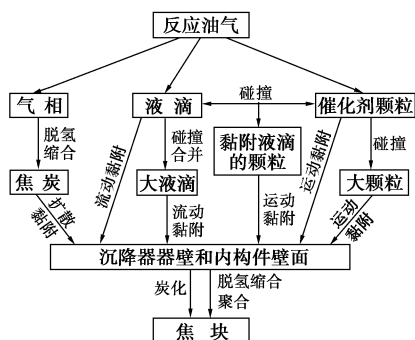 反应油气
气相
液滴
碰撞
催化剂颗粒
脱氢
缩合
碰撞
合并
黏附液滴
的颗粒
碰撞
流动黏附
运动黏附
焦炭
大液滴
大颗粒
扩散
黏附
流动
黏附
运动
黏附
运动
黏附
沉降器器壁和内构件壁面
炭化
脱氢缩合
聚合
焦块